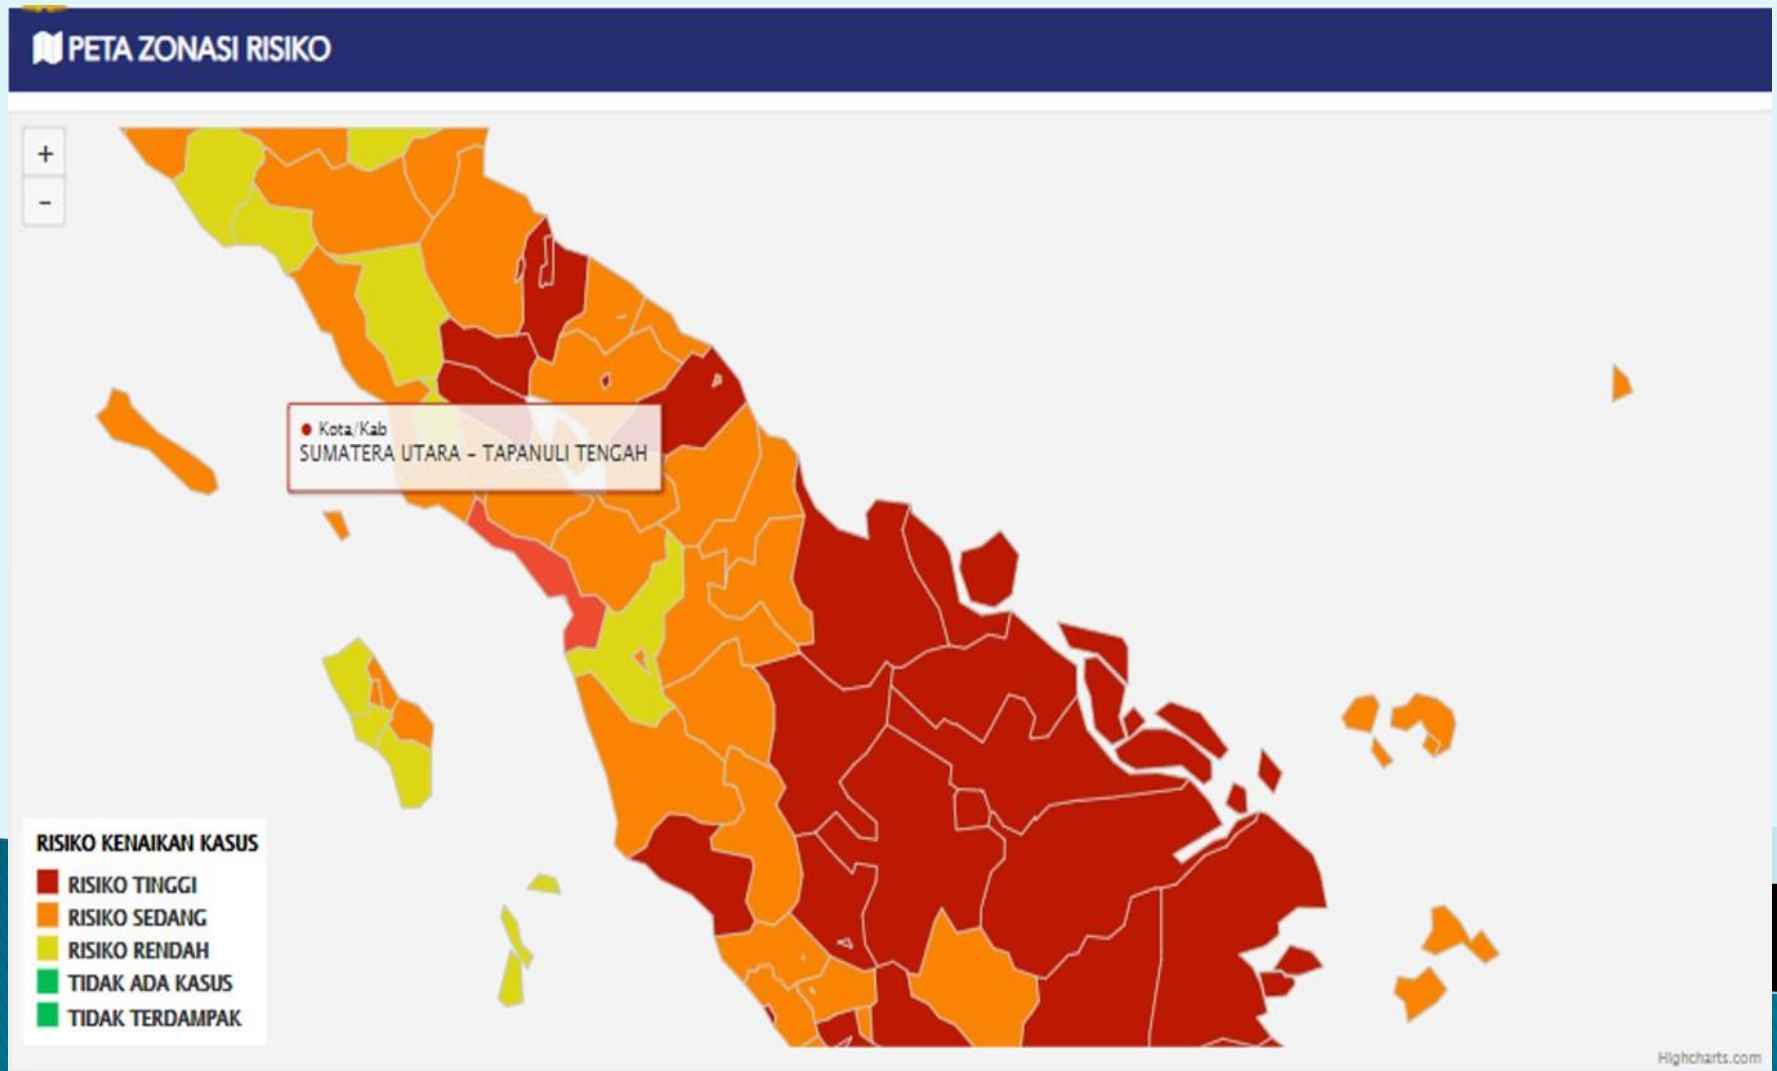 PETA ZONASI RISIKO
+
-
Kota/Kab
SUMATERA UTARA - TAPANULI TENGAH
RISIKO KENAIKAN KASUS
RISIKO TINGGI
RISIKO SEDANG
RISIKO RENDAH
TIDAK ADA KASUS
TIDAK TERDAMPAK
Highcharts.com